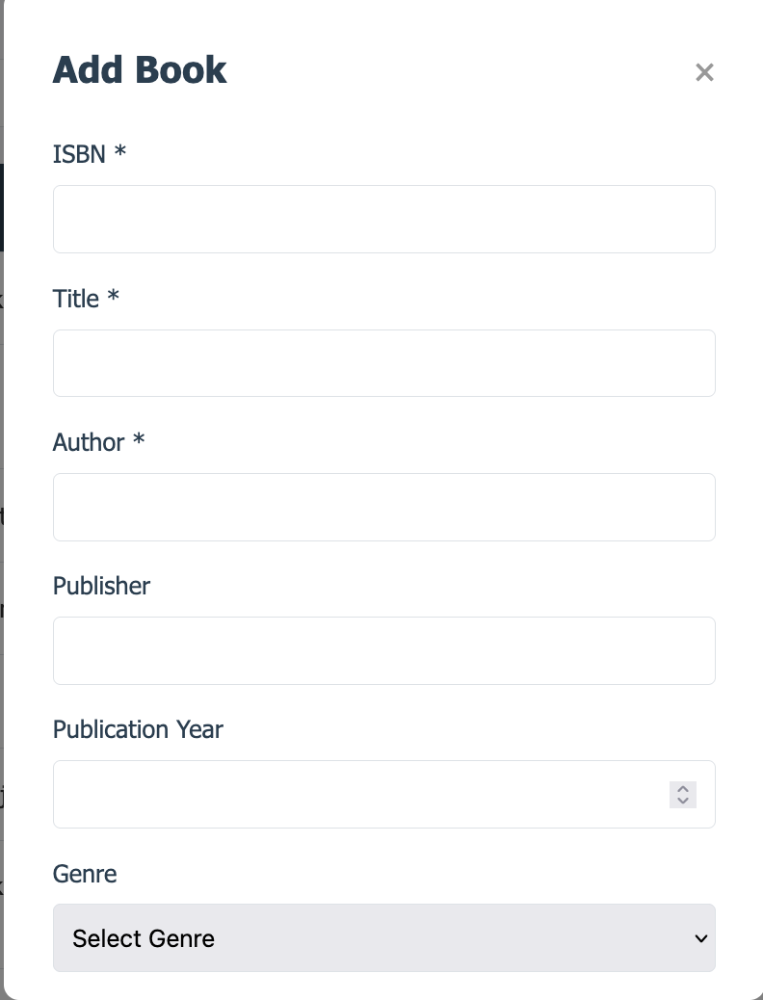 Add Book
×
ISBN *
Title *
Author *
Publisher
Publication Year
Genre
Select Genre